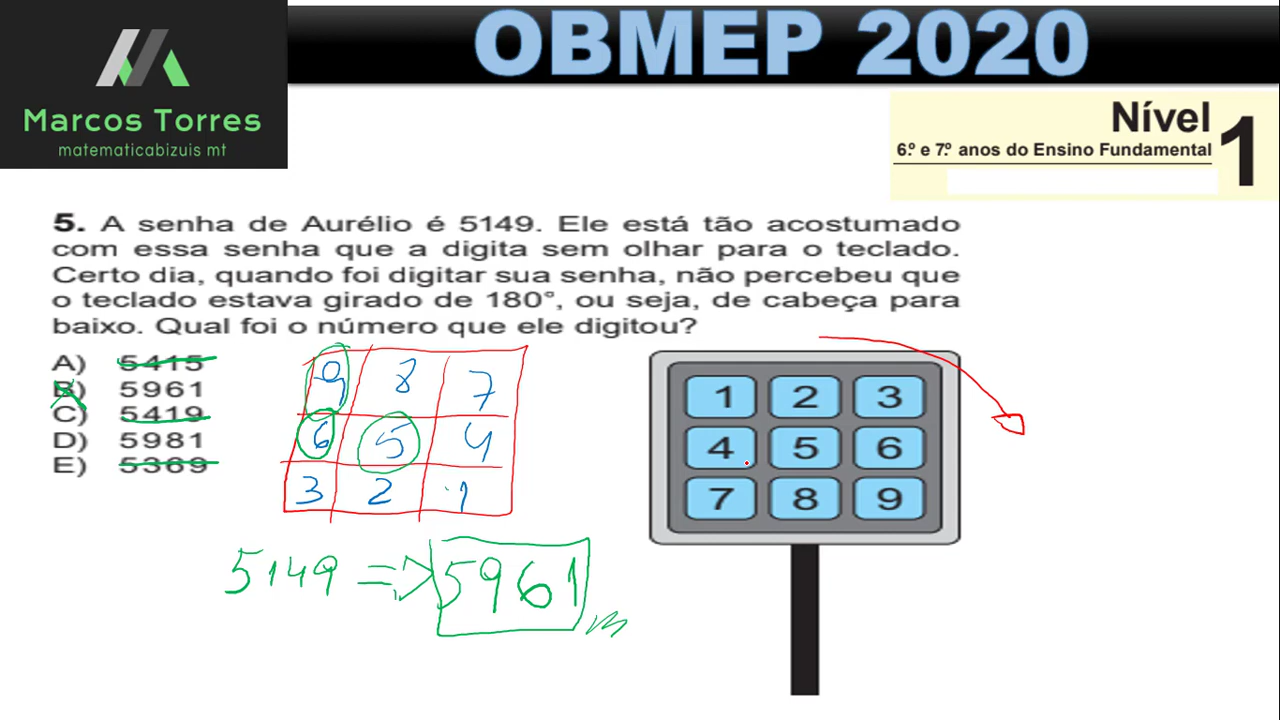 OBMEP 2020
Marcos Torres
matematicabizuis mt
Nível 1
6.º e 7.º anos do Ensino Fundamental
5. A senha de Aurélio é 5149. Ele está tão acostumado
com essa senha que a digita sem olhar para o teclado.
Certo dia, quando foi digitar sua senha, não percebeu que
o teclado estava girado de 180°, ou seja, de cabeça para
baixo. Qual foi o número que ele digitou?
A) 5415
B) 5961
C) 5419
D) 5981
E) 5369
9 8 7
6 5 4
3 2 1
5149 => 5961
1 2 3
4 5 6
7 8 9